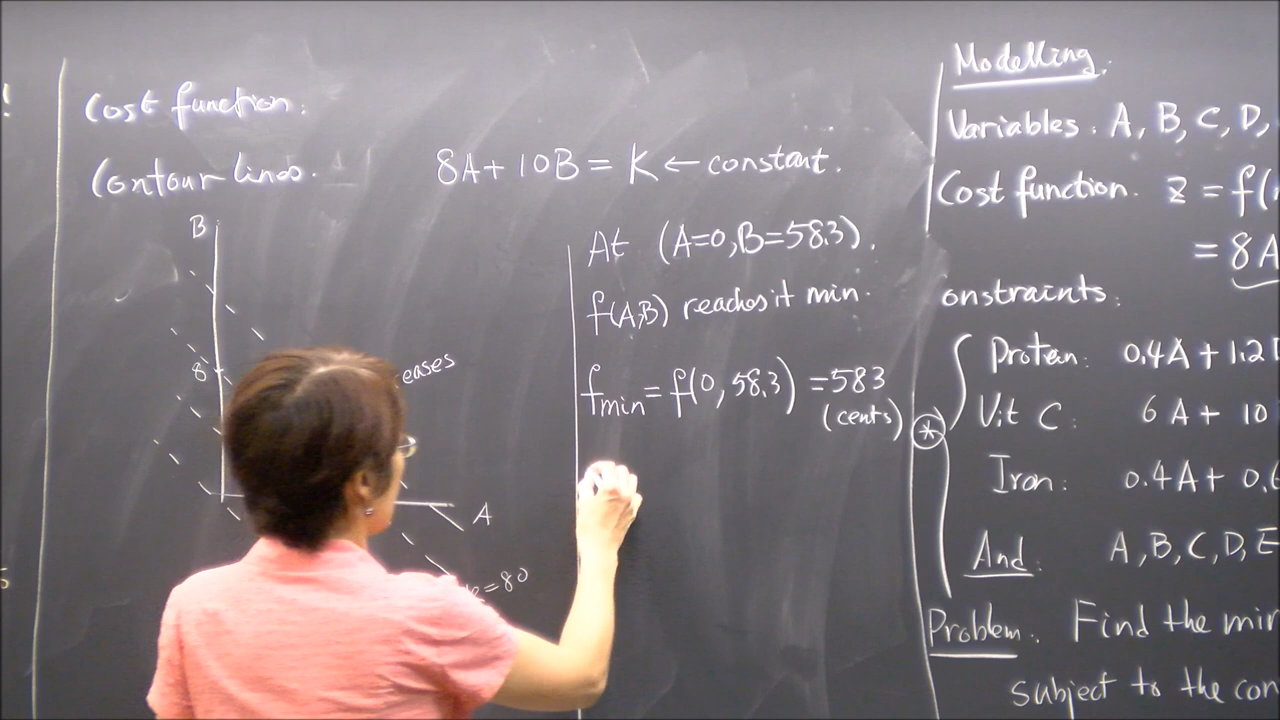 !
Cost function.
Contour lines.
8A + 10B = K ← constant.
B
8
eases
A
k=80
At (A=0, B=58.3).
f(A,B) reaches it min.
fmin = f(0, 58.3) = 583
(cents)
5
Modelling.
Variables: A, B, C, D,
Cost function. z = f(
= 8A
onstraints:
* Protein: 0.4A + 1.2
Vit C: 6A + 10
Iron: 0.4A + 0.6
And: A, B, C, D, E
Problem. Find the min
subject to the con